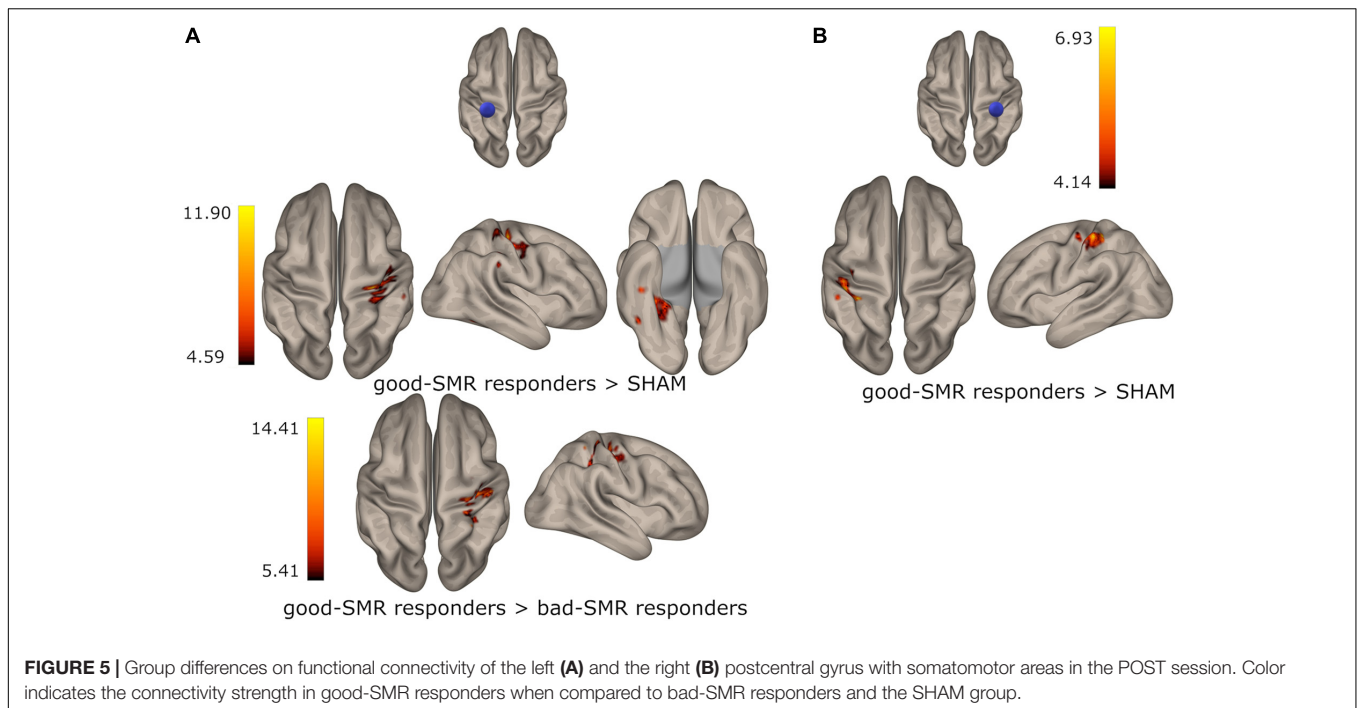 A
B
6.93
4.14
11.90
4.59
good-SMR responders > SHAM
good-SMR responders > SHAM
14.41
5.41
good-SMR responders > bad-SMR responders
FIGURE 5 | Group differences on functional connectivity of the left (A) and the right (B) postcentral gyrus with somatomotor areas in the POST session. Color
indicates the connectivity strength in good-SMR responders when compared to bad-SMR responders and the SHAM group.